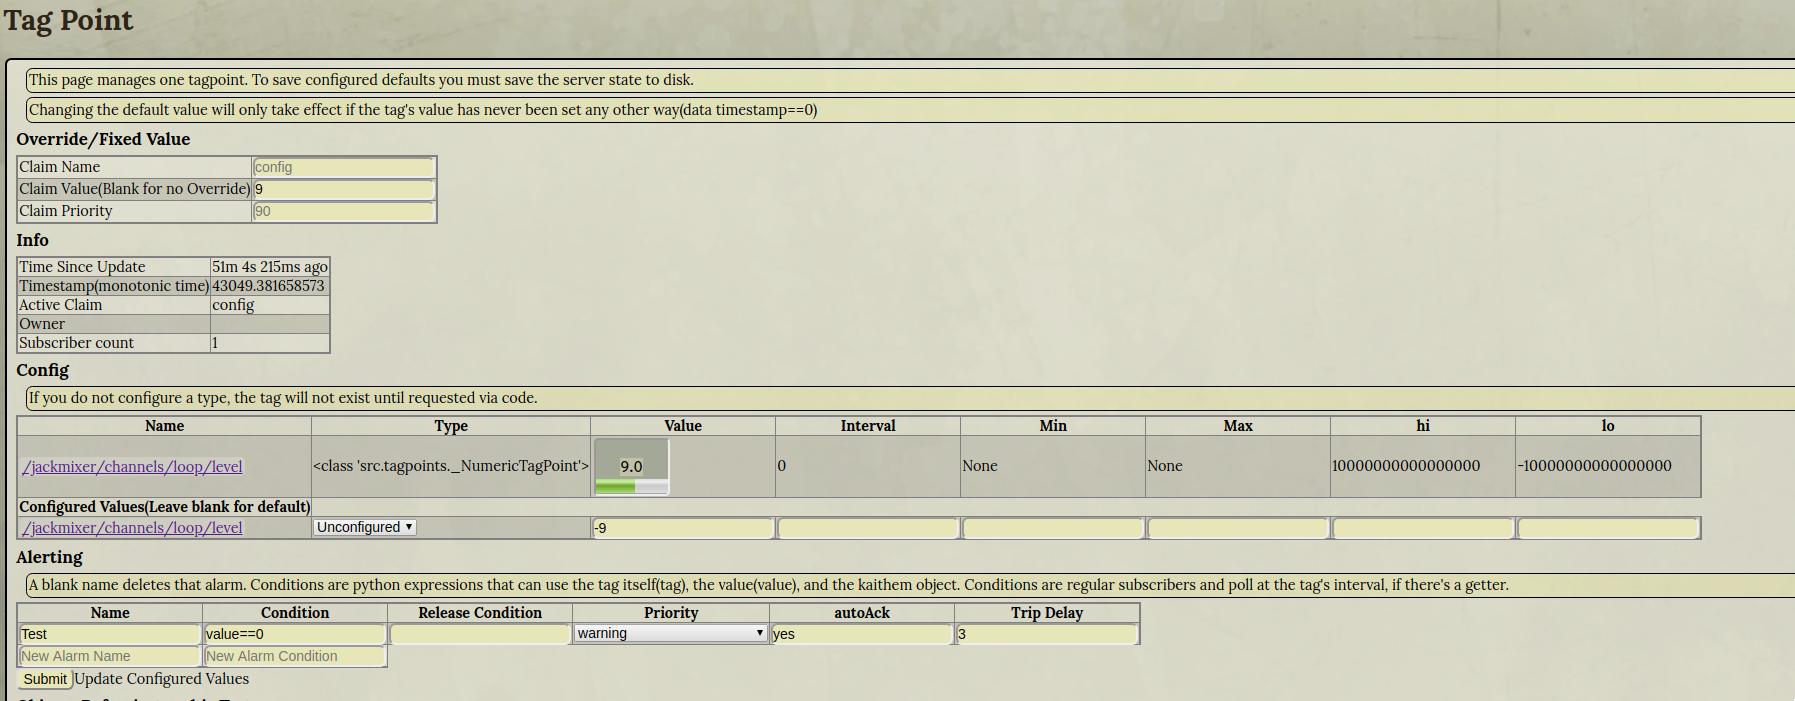 Tag Point
This page manages one tagpoint. To save configured defaults you must save the server state to disk.
Changing the default value will only take effect if the tag's value has never been set any other way(data timestamp==0)
Override/Fixed Value
Claim Name config
Claim Value(Blank for no Override) 9
Claim Priority 90
Info
Time Since Update 51m 4s 215ms ago
Timestamp(monotonic time) 43049.381658573
Active Claim config
Owner
Subscriber count 1
Config
If you do not configure a type, the tag will not exist until requested via code.
Name Type Value Interval Min Max hi lo
/jackmixer/channels/loop/level <class 'src.tagpoints._NumericTagPoint'> 9.0 0 None None 10000000000000000 -10000000000000000
Configured Values(Leave blank for default)
/jackmixer/channels/loop/level Unconfigured -9
Alerting
A blank name deletes that alarm. Conditions are python expressions that can use the tag itself(tag), the value(value), and the kaithem object. Conditions are regular subscribers and poll at the tag's interval, if there's a getter.
Name Condition Release Condition Priority autoAck Trip Delay
Test value==0 warning yes 3
New Alarm Name New Alarm Condition
Submit Update Configured Values